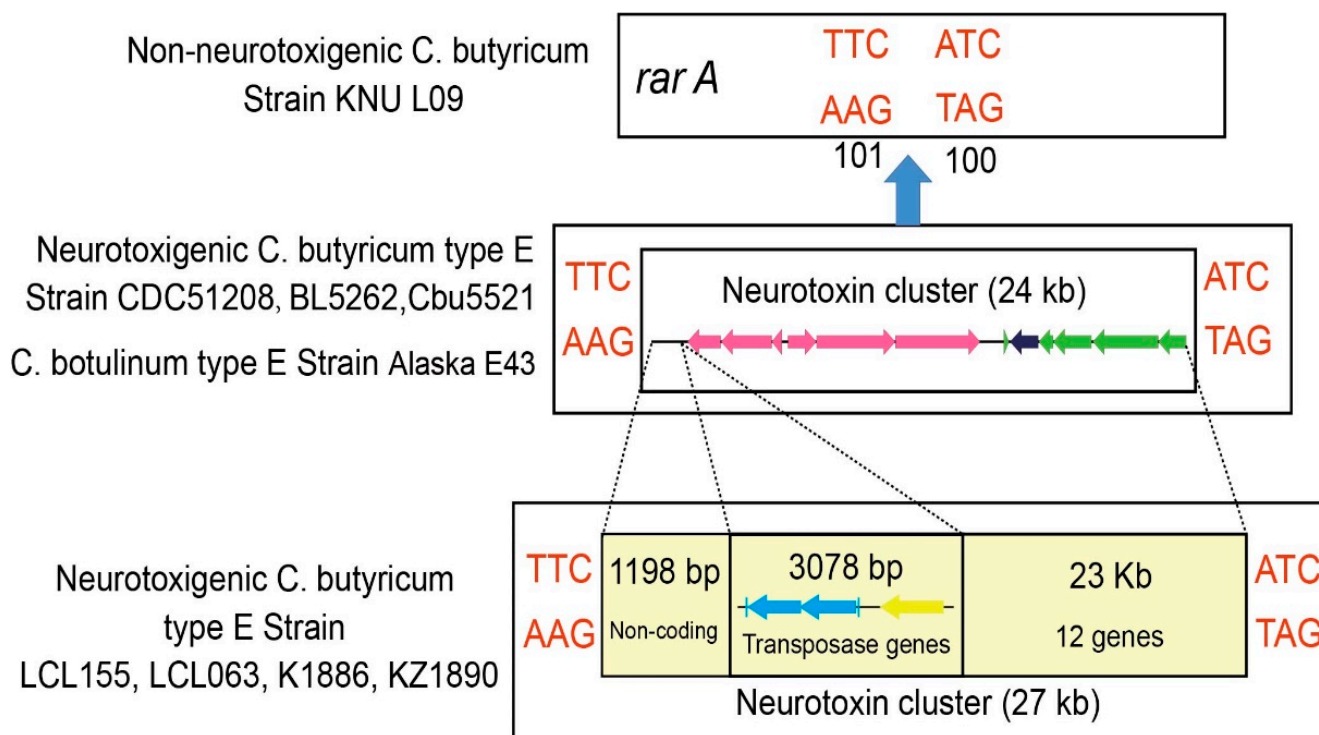 Non-neurotoxigenic C. butyricum
Strain KNU L09
rar A
TTC ATC
AAG TAG
101 100
Neurotoxigenic C. butyricum type E
Strain CDC51208, BL5262,Cbu5521
C. botulinum type E Strain Alaska E43
TTC
AAG
Neurotoxin cluster (24 kb)
ATC
TAG
Neurotoxigenic C. butyricum
type E Strain
LCL155, LCL063, K1886, KZ1890
TTC
AAG
1198 bp
Non-coding
3078 bp
Transposase genes
23 Kb
12 genes
ATC
TAG
Neurotoxin cluster (27 kb)